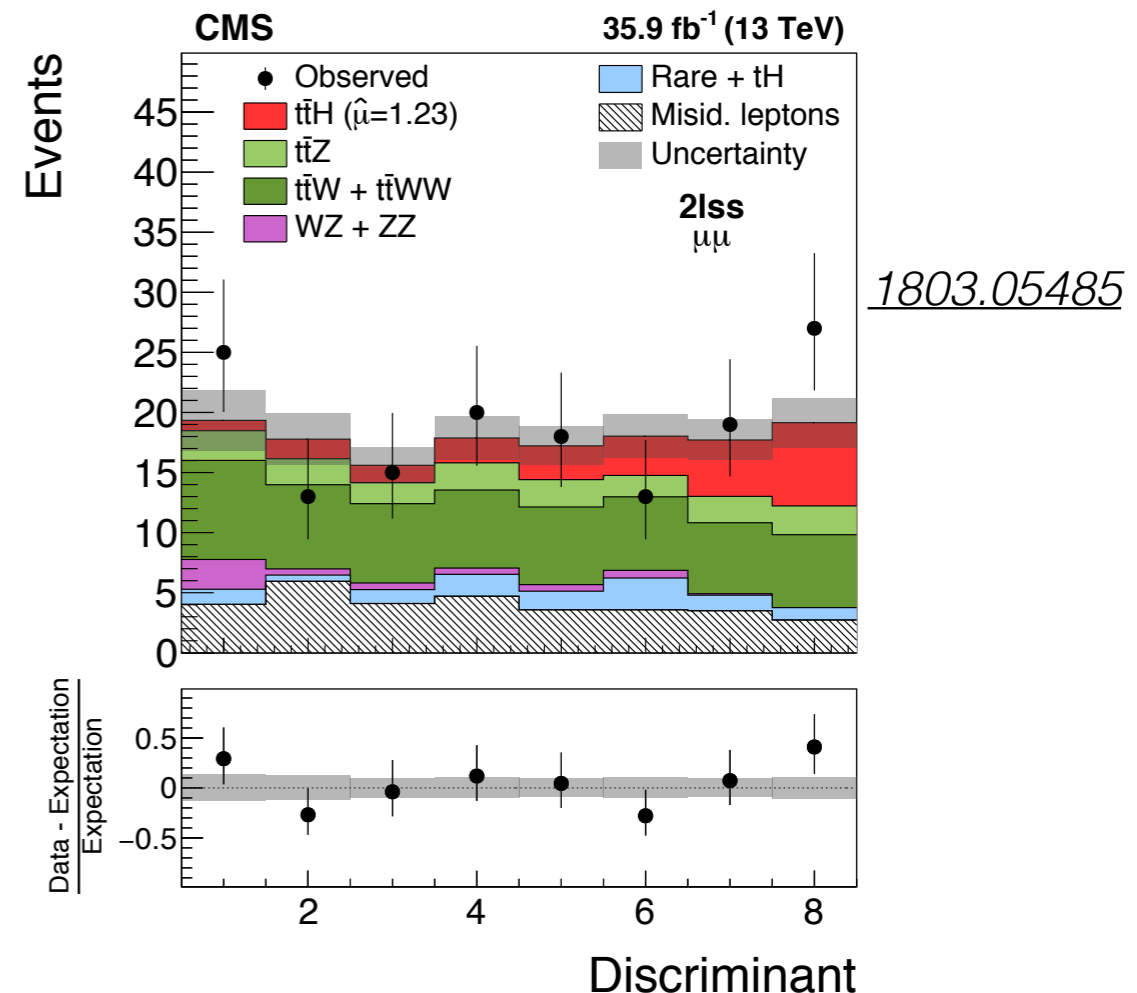 CMS
35.9 fb⁻¹ (13 TeV)
Events
Observed
tt̄H (μ̂=1.23)
tt̄Z
tt̄W + tt̄WW
WZ + ZZ
Rare + tH
Misid. leptons
Uncertainty
2lss
μμ
45
40
35
30
25
20
15
10
5
0
1803.05485
Data - Expectation
Expectation
0.5
0
−0.5
2 4 6 8
Discriminant